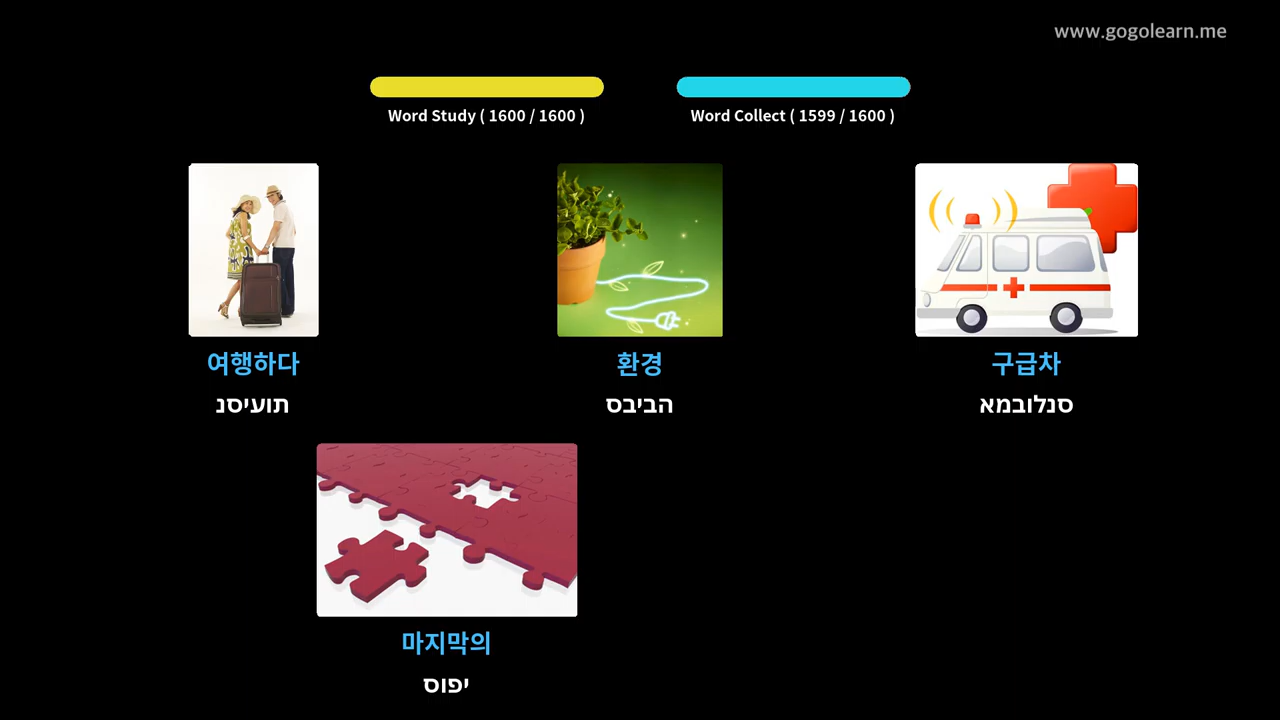 www.gogolearn.me
Word Study ( 1600 / 1600 )
Word Collect ( 1599 / 1600 )
여행하다
תועיסנ
환경
הביבס
구급차
סנלובמא
마지막의
יפוס